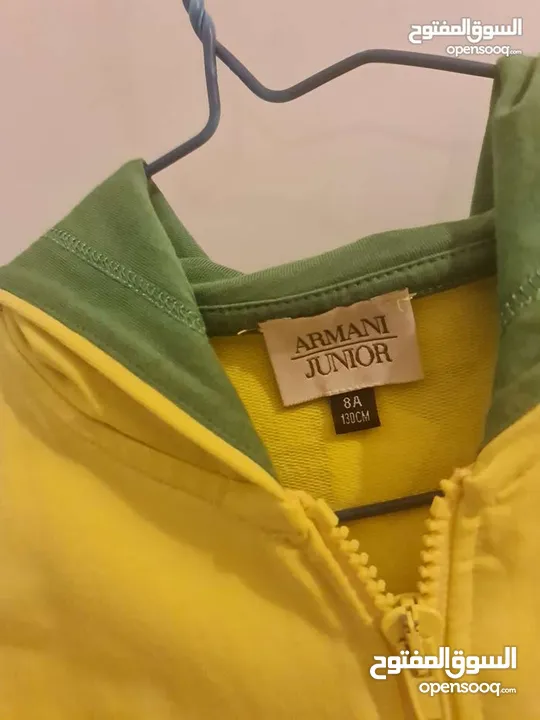 السوق المفتوح
opensooq.com
ARMANI
JUNIOR
8A
130CM
السوق المفتوح
opensooq.com